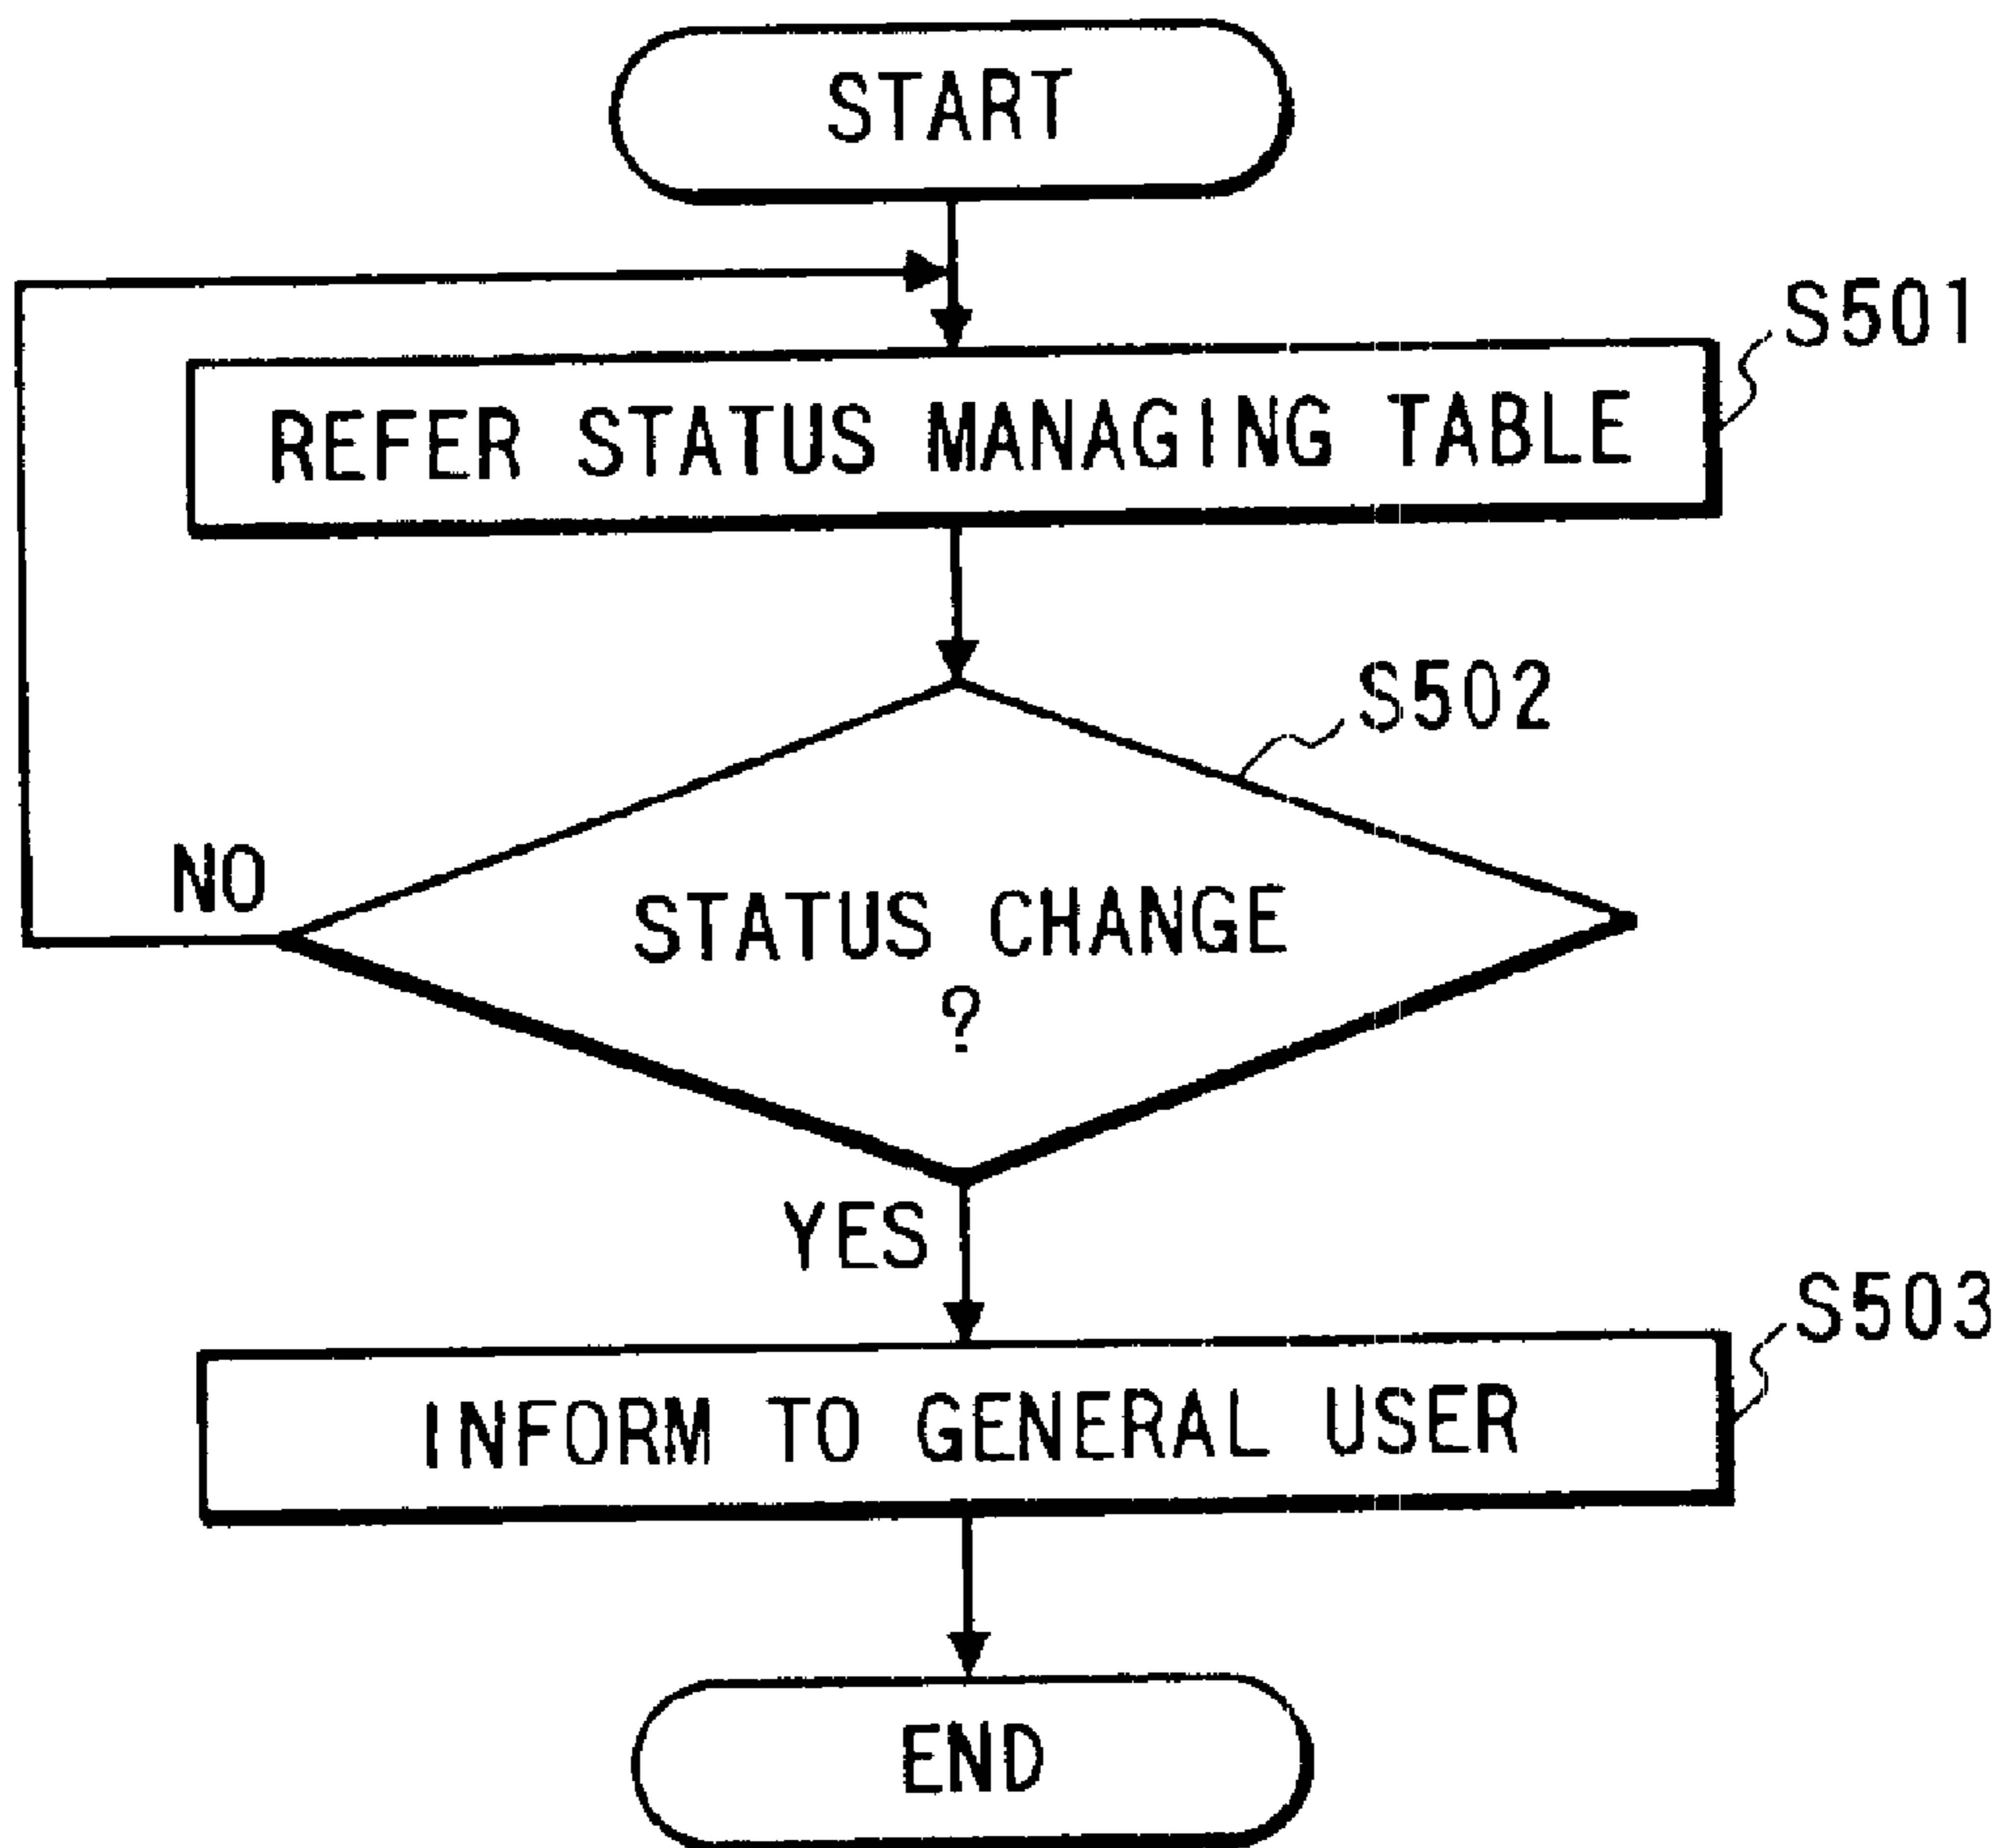 START
S501
REFER STATUS MANAGING TABLE
S502
NO
STATUS CHANGE
?
YES
S503
INFORM TO GENERAL USER
END